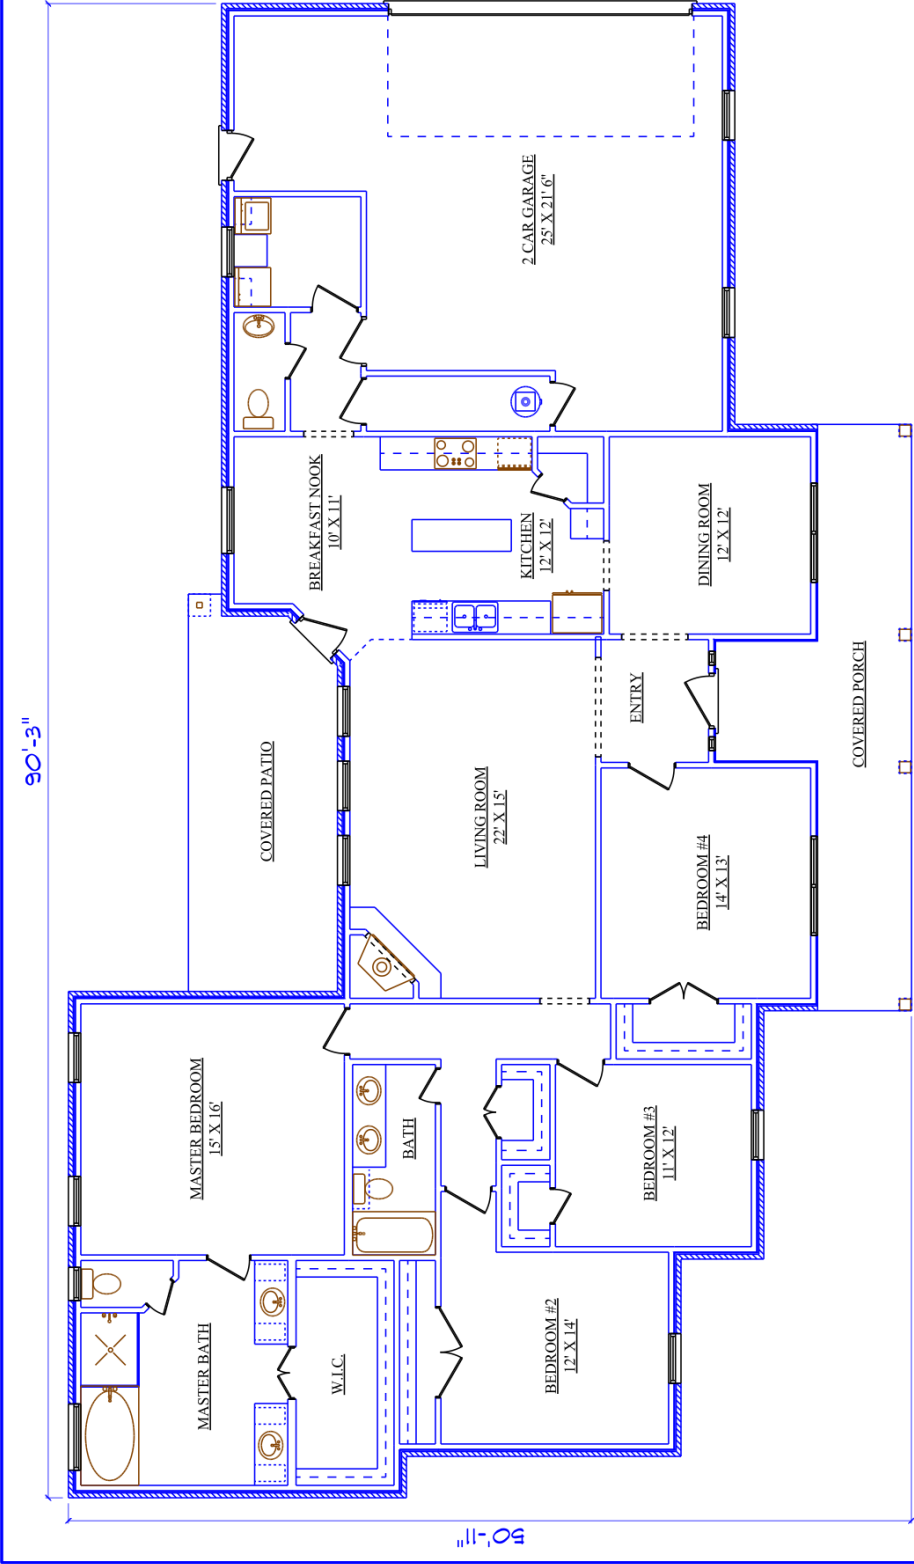 90'-3"
2 CAR GARAGE
25' X 21' 6"
BREAKFAST NOOK
10' X 11'
KITCHEN
12' X 12'
DINING ROOM
12' X 12'
COVERED PATIO
LIVING ROOM
22' X 15'
ENTRY
COVERED PORCH
BEDROOM #4
14' X 13'
MASTER BEDROOM
15' X 16'
BATH
BEDROOM #3
11' X 12'
MASTER BATH
W.I.C.
BEDROOM #2
12' X 14'
50'-11"